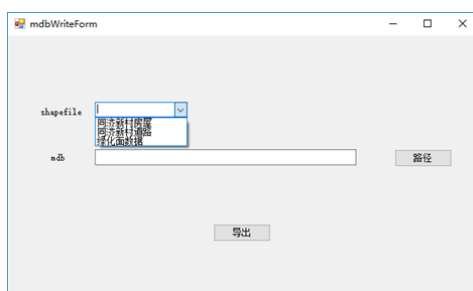 mdbWriteForm
shapefile
同济新村房屋
同济新村道路
绿化面数据
mdb
路径
导出